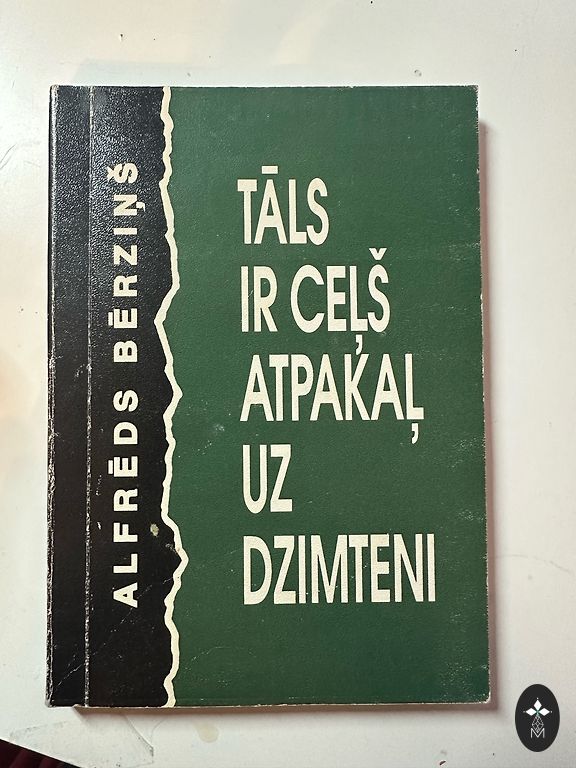 ALFRĒDS BĒRZIŅŠ
TĀLS
IR CEĻŠ
ATPAKAĻ
UZ
DZIMTENI
M